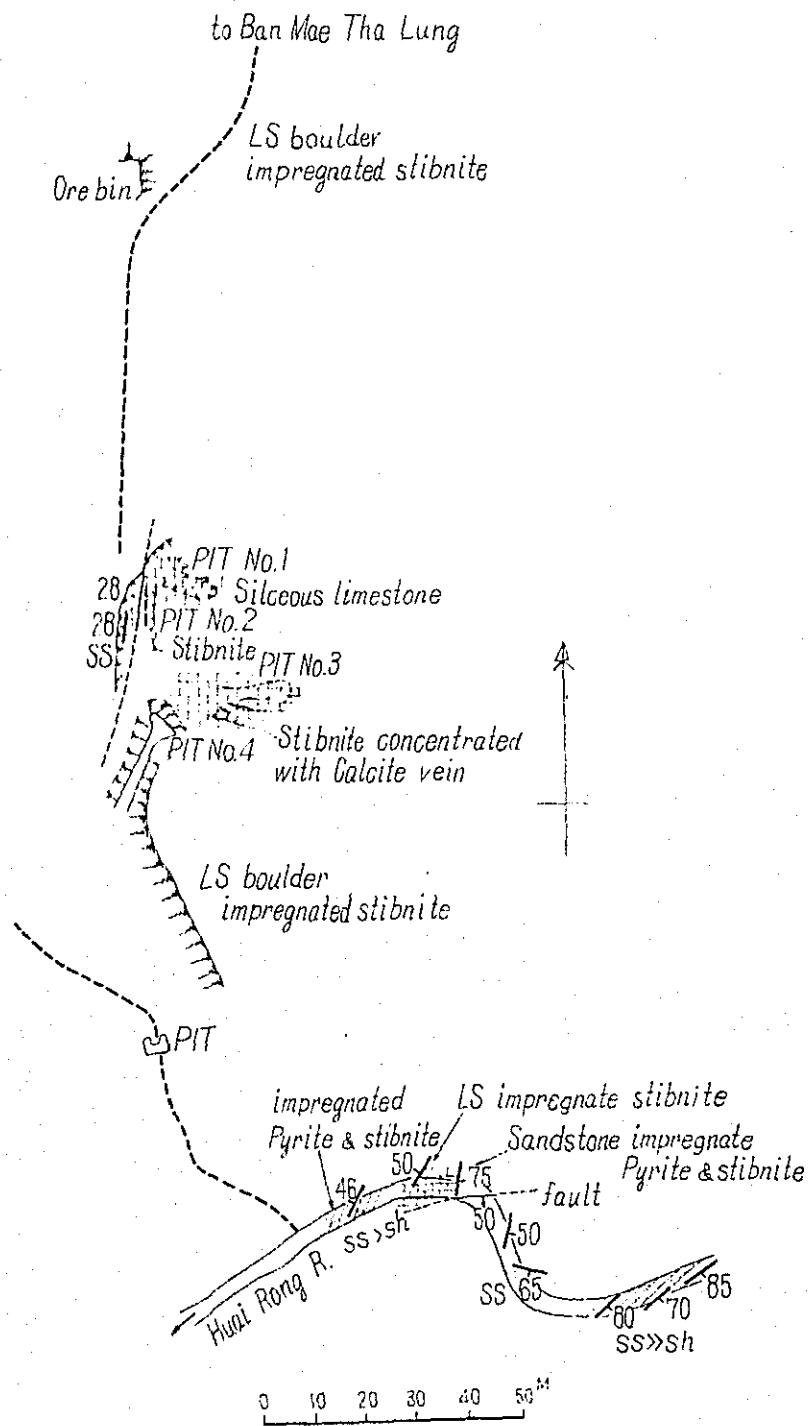 to Ban Mae Tha Lung
LS boulder
impregnated stibnite
Ore bin
PIT No.1
28
Silceous limestone
28
PIT No.2
SS
Stibnite
PIT No.3
PIT No.4
Stibnite concentrated
with Calcite vein
LS boulder
impregnated stibnite
PIT
impregnated
Pyrite & stibnite
LS impregnate stibnite
Sandstone impregnate
Pyrite & stibnite
50
75
46
fault
50
50
ss>sh
Huai Rong R.
SS
65
80
70
85
ss≫sh
0 10 20 30 40 50 M